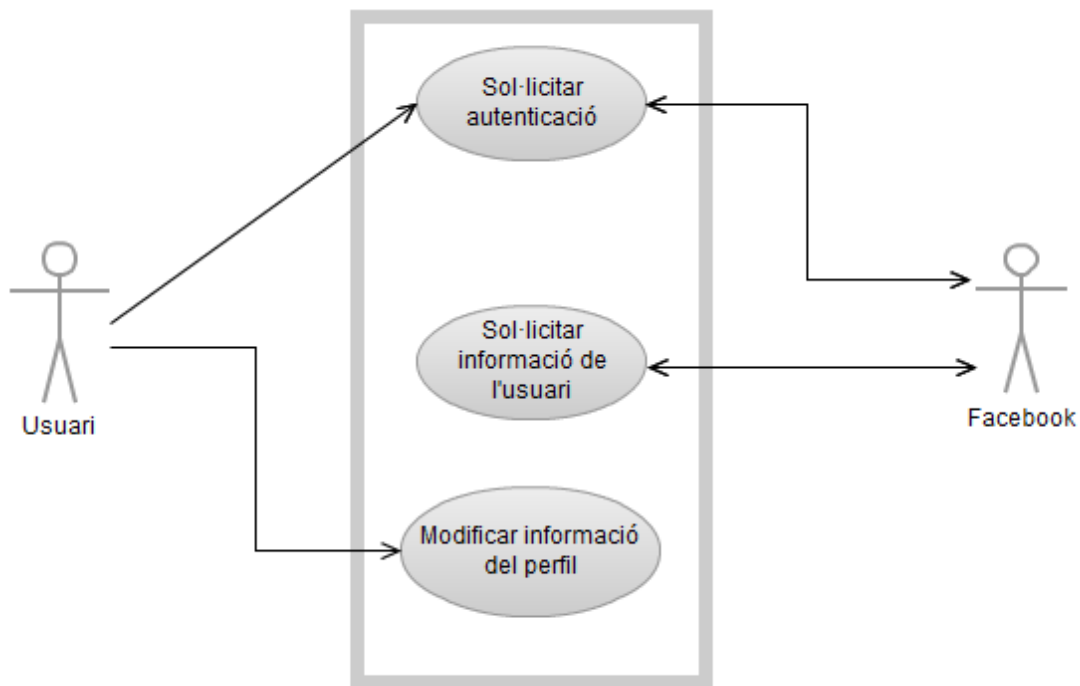 Sol·licitar
autenticació
Sol·licitar
informació de
l'usuari
Usuari
Facebook
Modificar informació
del perfil